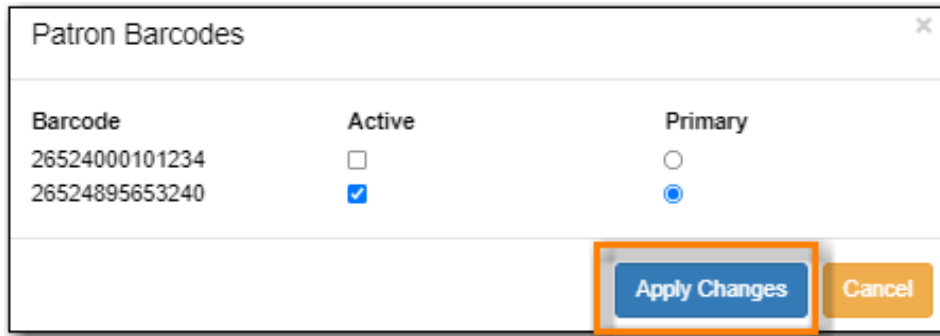 Patron Barcodes ×
Barcode Active Primary
26524000101234
26524895653240
Apply Changes Cancel